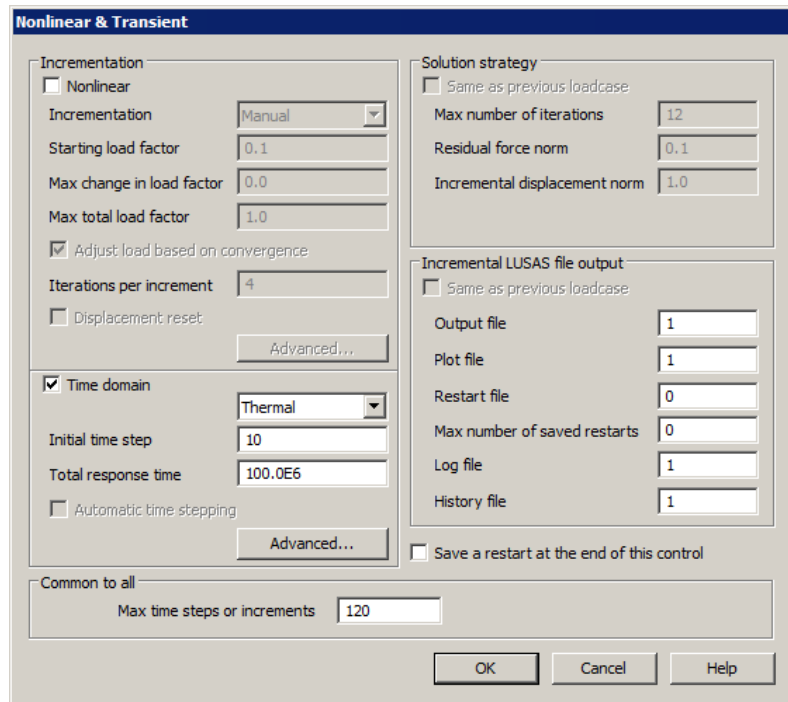 Nonlinear & Transient
Incrementation
Nonlinear
Incrementation Manual
Starting load factor 0.1
Max change in load factor 0.0
Max total load factor 1.0
Adjust load based on convergence
Iterations per increment 4
Displacement reset
Advanced...
Time domain
Thermal
Initial time step 10
Total response time 100.0E6
Automatic time stepping
Advanced...
Solution strategy
Same as previous loadcase
Max number of iterations 12
Residual force norm 0.1
Incremental displacement norm 1.0
Incremental LUSAS file output
Same as previous loadcase
Output file 1
Plot file 1
Restart file 0
Max number of saved restarts 0
Log file 1
History file 1
Save a restart at the end of this control
Common to all
Max time steps or increments 120
OK Cancel Help